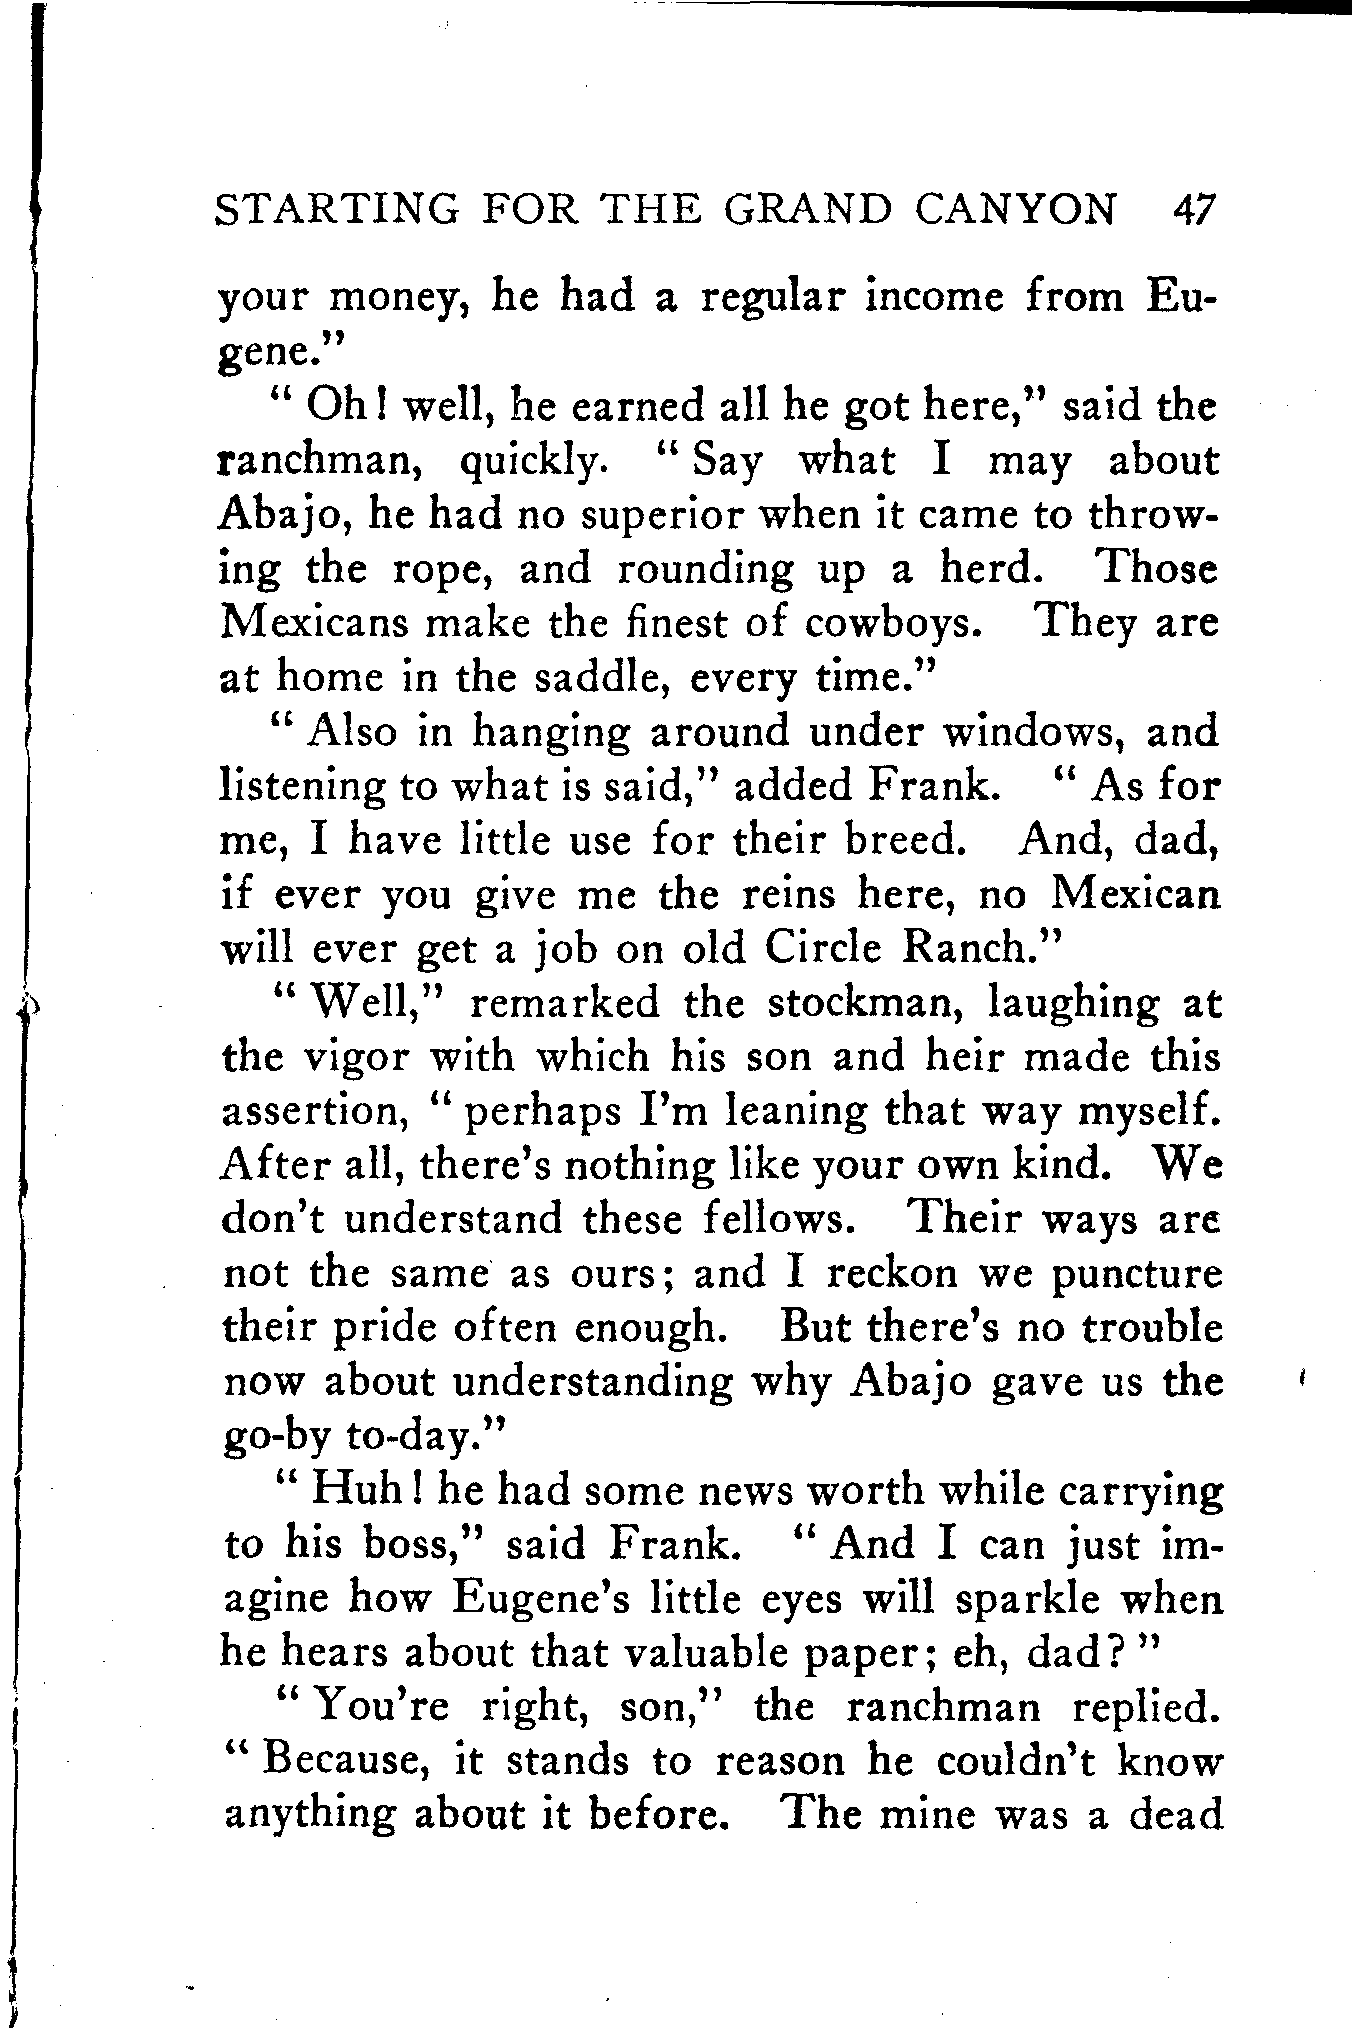 STARTING FOR THE GRAND CANYON 47
your money, he had a regular income from Eu-
gene."
" Oh! well, he earned all he got here," said the
ranchman, quickly. " Say what I may about
Abajo, he had no superior when it came to throw-
ing the rope, and rounding up a herd. Those
Mexicans make the finest of cowboys. They are
at home in the saddle, every time."
" Also in hanging around under windows, and
listening to what is said," added Frank. " As for
me, I have little use for their breed. And, dad,
if ever you give me the reins here, no Mexican
will ever get a job on old Circle Ranch."
" Well," remarked the stockman, laughing at
the vigor with which his son and heir made this
assertion, " perhaps I'm leaning that way myself.
After all, there's nothing like your own kind. We
don't understand these fellows. Their ways are
not the same as ours; and I reckon we puncture
their pride often enough. But there's no trouble
now about understanding why Abajo gave us the
go-by to-day."
" Huh! he had some news worth while carrying
to his boss," said Frank. " And I can just im-
agine how Eugene's little eyes will sparkle when
he hears about that valuable paper; eh, dad? "
" You're right, son," the ranchman replied.
" Because, it stands to reason he couldn't know
anything about it before. The mine was a dead